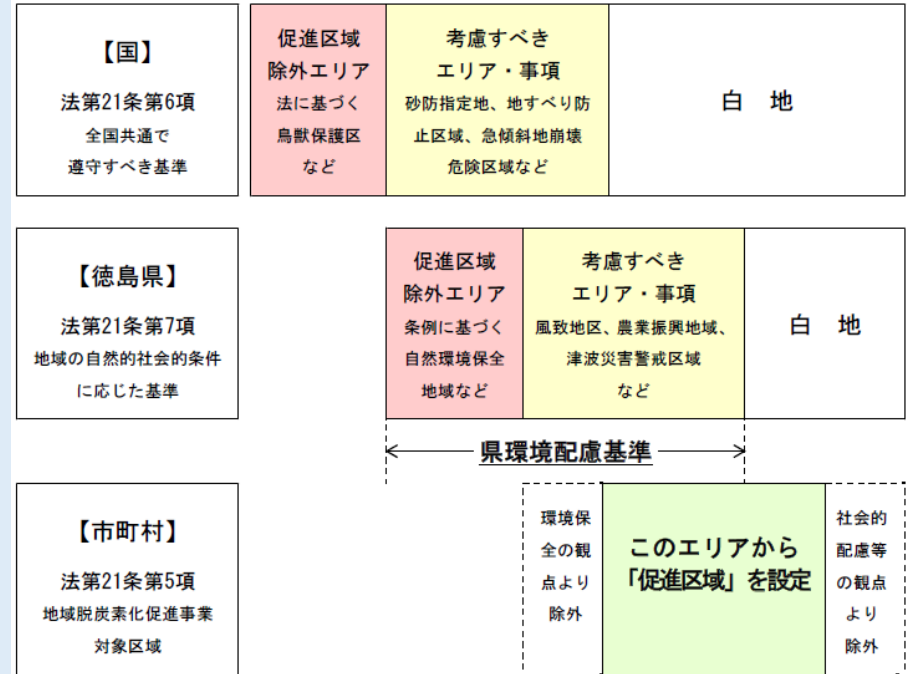 【国】
法第21条第6項
全国共通で
遵守すべき基準
促進区域
除外エリア
法に基づく
鳥獣保護区
など
考慮すべき
エリア・事項
砂防指定地、地すべり防
止区域、急傾斜地崩壊
危険区域など
白 地
【徳島県】
法第21条第7項
地域の自然的社会的条件
に応じた基準
促進区域
除外エリア
条例に基づく
自然環境保全
地域など
考慮すべき
エリア・事項
風致地区、農業振興地域、
津波災害警戒区域
など
白 地
県環境配慮基準
【市町村】
法第21条第5項
地域脱炭素化促進事業
対象区域
環境保
全の観
点より
除外
このエリアから
「促進区域」を設定
社会的
配慮等
の観点
より
除外